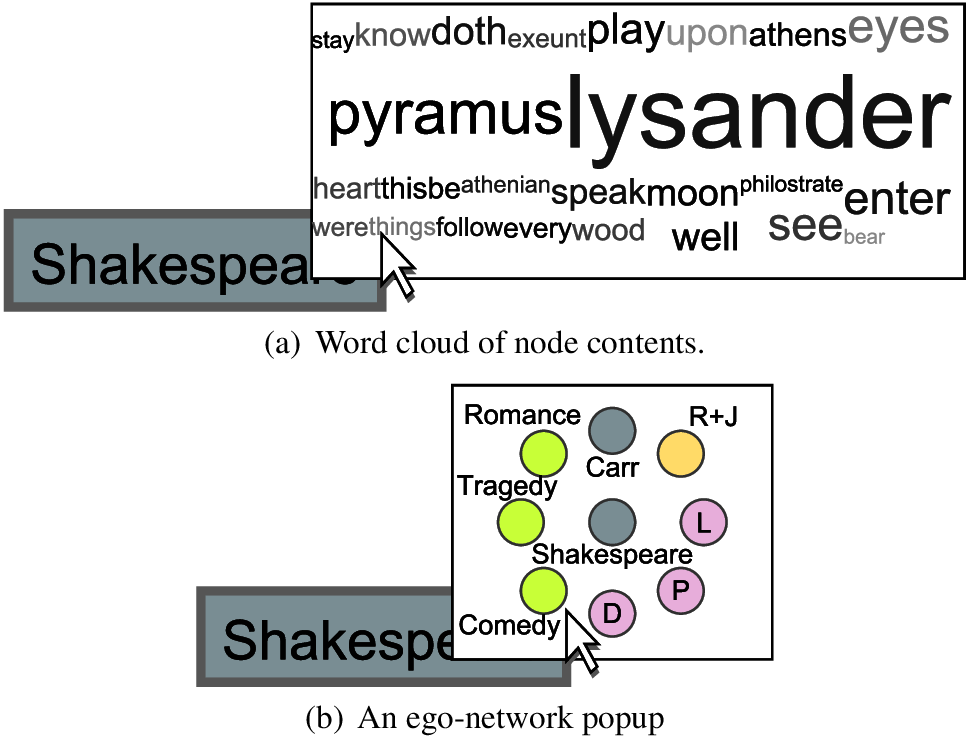 stay know doth exeunt play upon athens eyes
pyramus lysander
heart thisbe athenian speak moon philostrate enter
were things follow every wood well see bear
Shakespeare
(a) Word cloud of node contents.
Romance R+J
Carr
Tragedy
L
Shakespeare
P
D
Comedy
Shakespe
(b) An ego-network popup